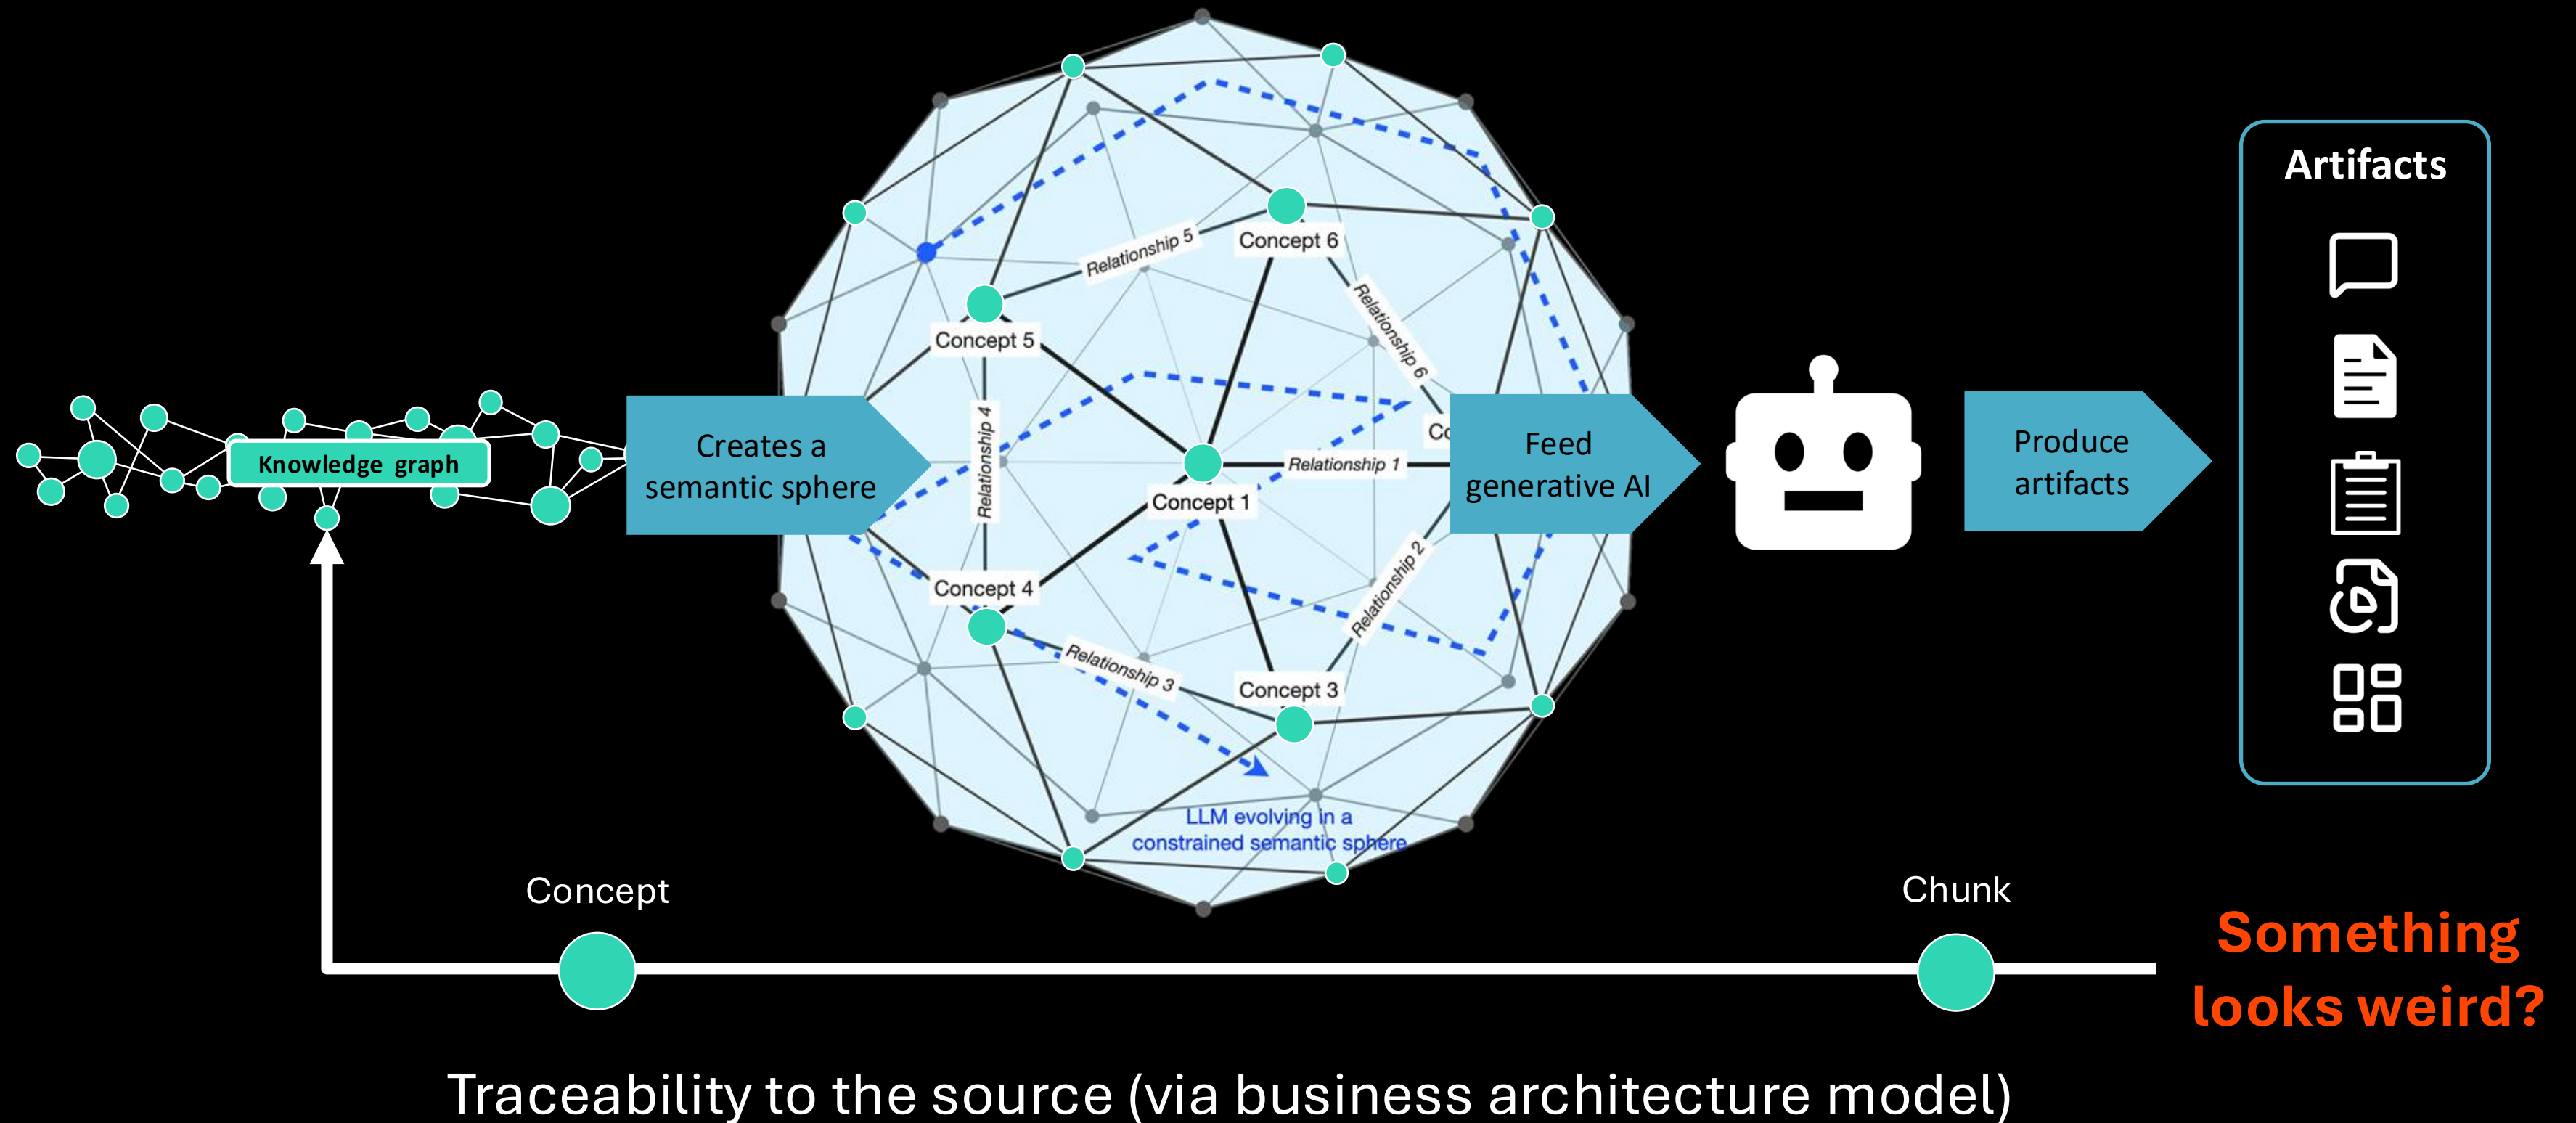 Artifacts
Relationship 5
Concept 6
Relationship 6
Concept 5
Creates a
semantic sphere
Knowledge graph
Relationship 4
Relationship 1
Feed
generative AI
Produce
artifacts
Concept 1
Relationship 2
Concept 4
Relationship 3
Concept 3
LLM evolving in a
constrained semantic sphere
Concept
Chunk
Something
looks weird?
Traceability to the source (via business architecture model)